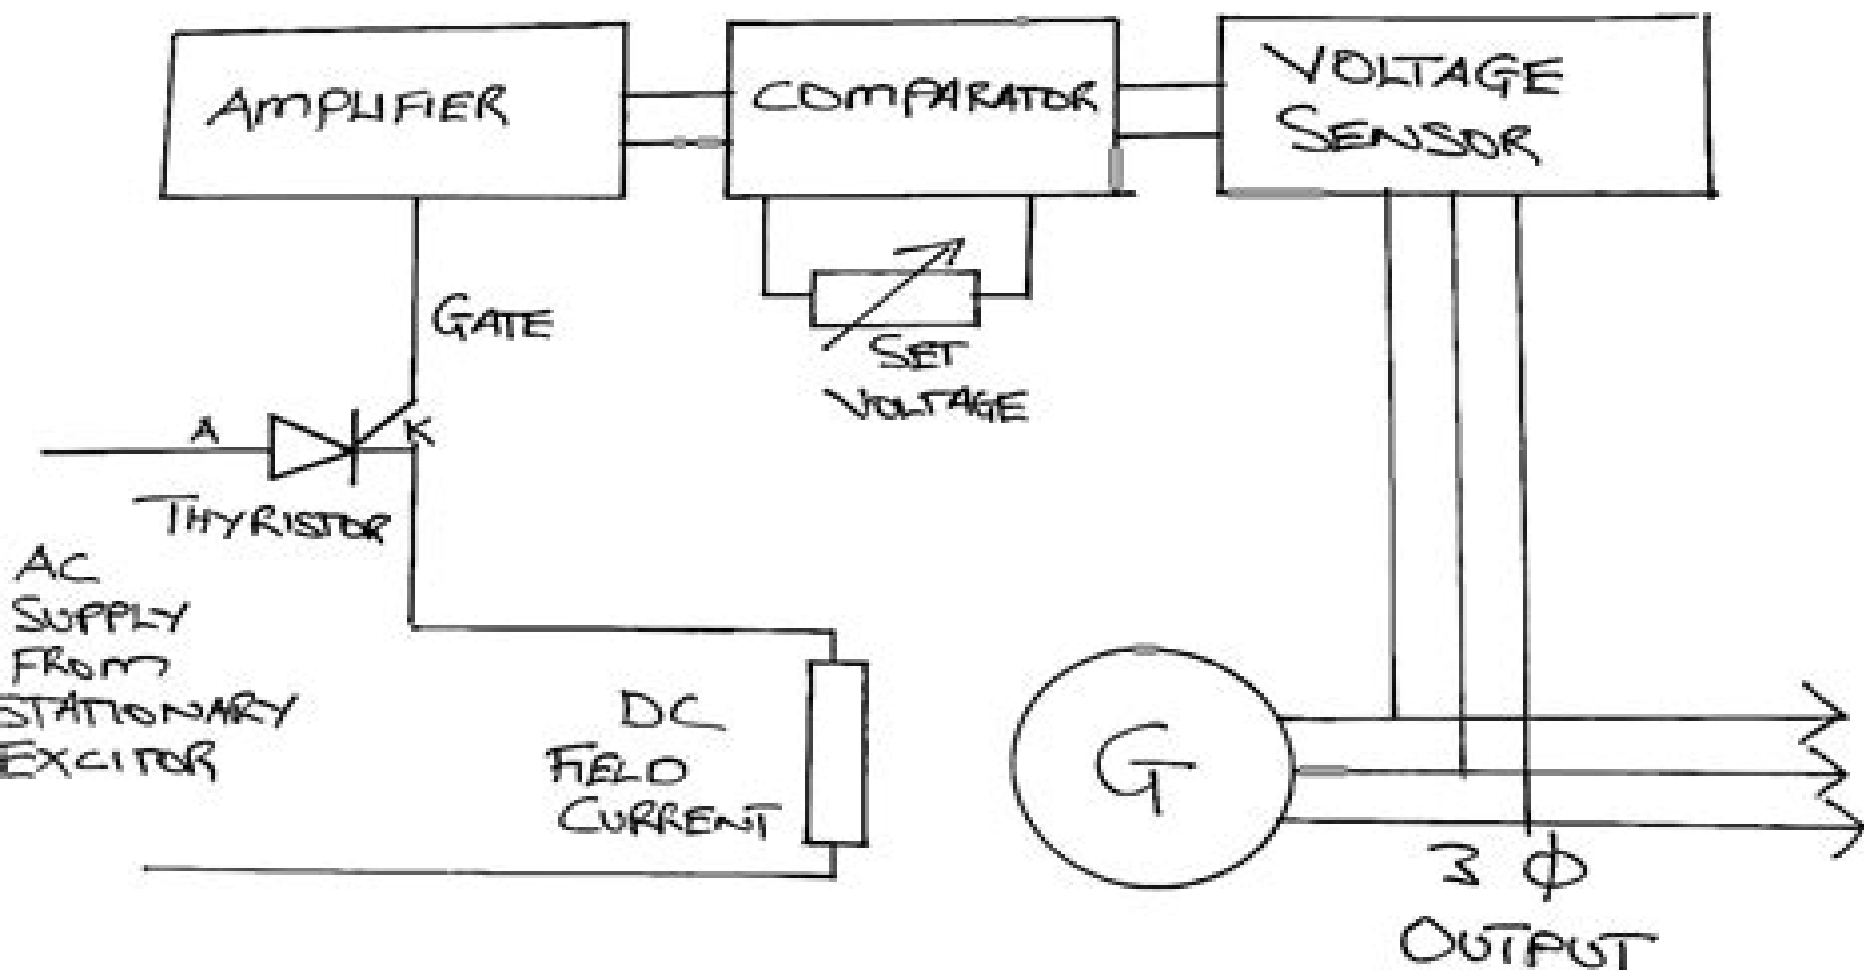 AMPLIFIER
COMPARATOR
VOLTAGE
SENSOR
GATE
SET
VOLTAGE
A
K
THYRISTOR
AC
SUPPLY
FROM
STATIONARY
EXCITOR
DC
FIELD
CURRENT
G
3 ϕ
OUTPUT